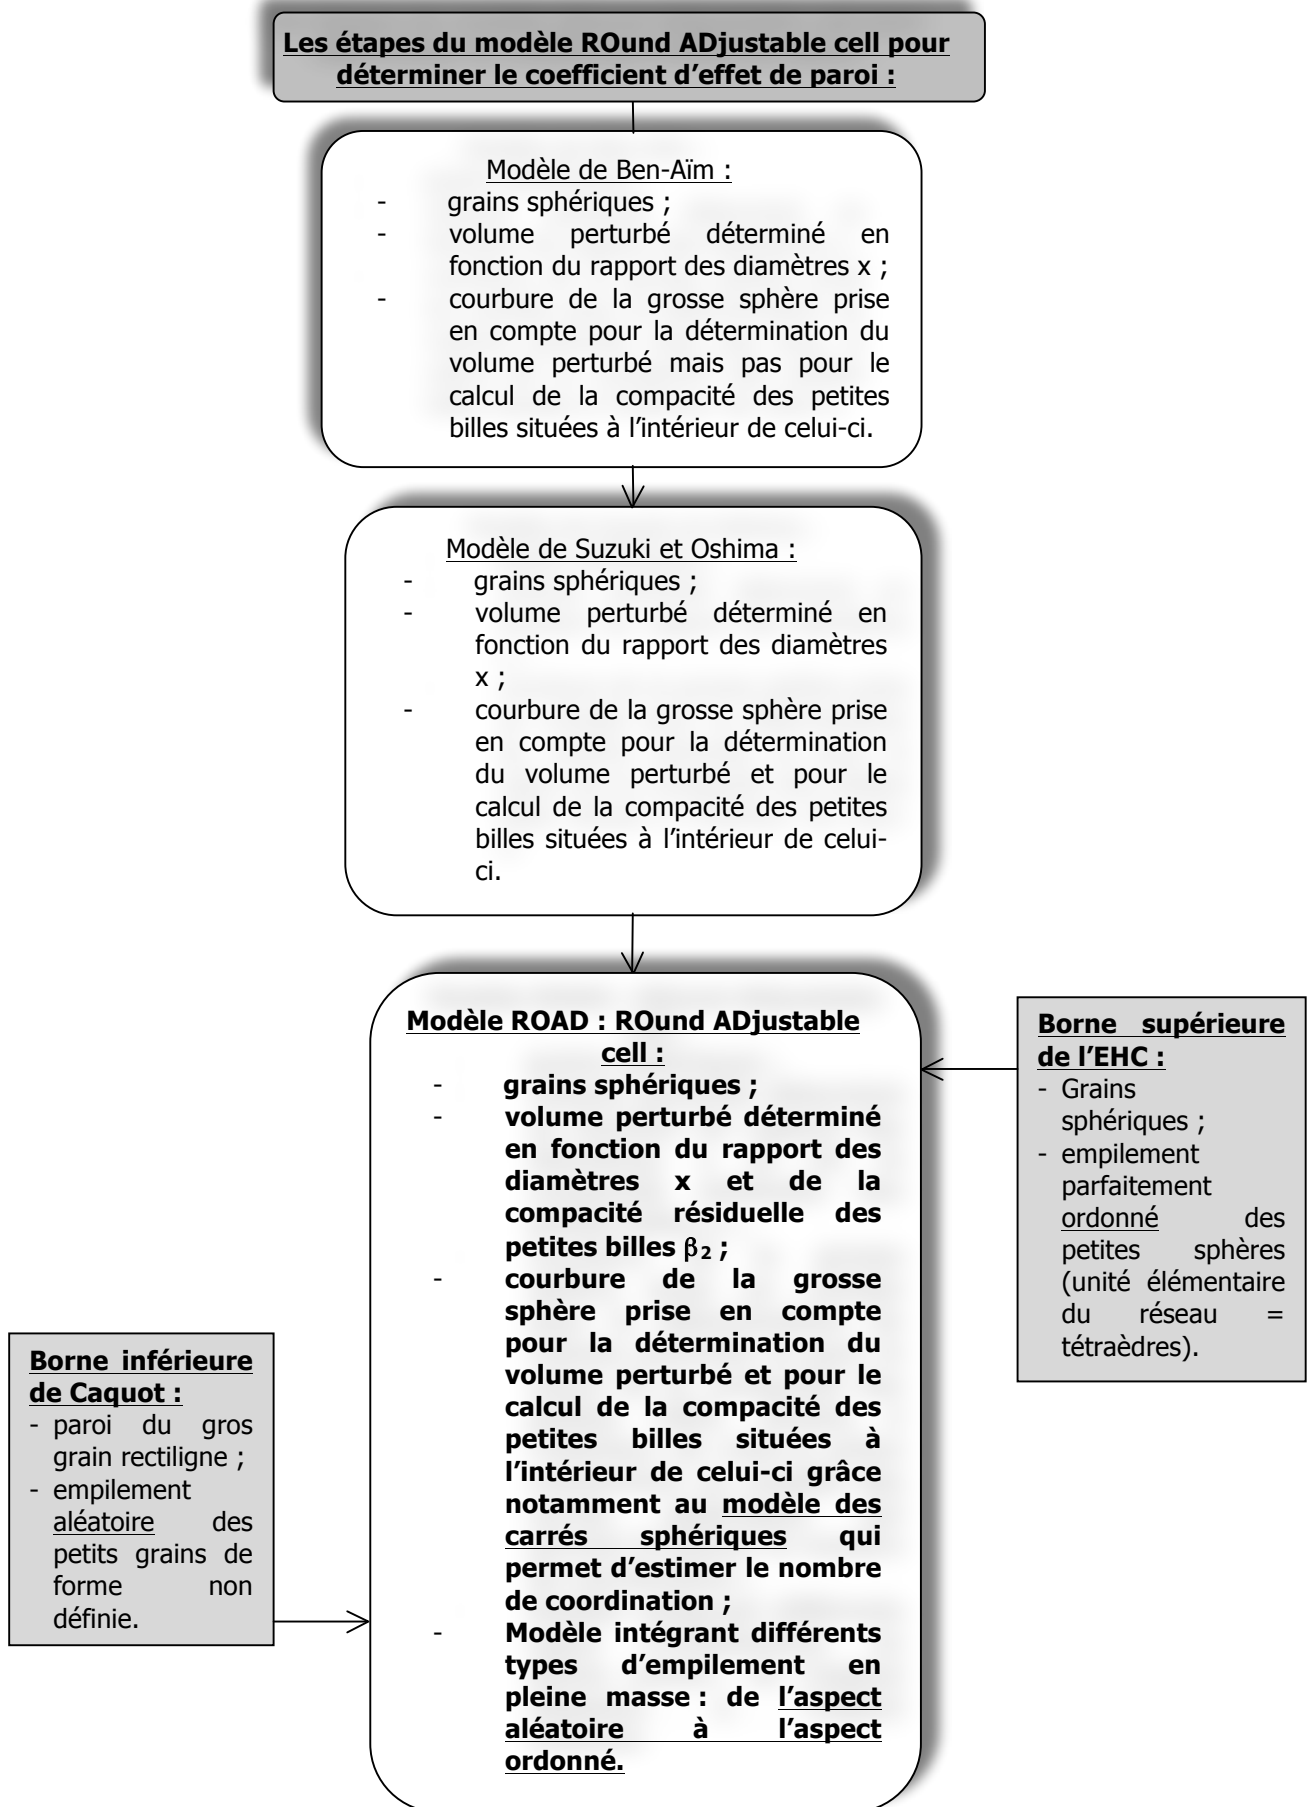 Les étapes du modèle ROund ADjustable cell pour
déterminer le coefficient d’effet de paroi :
Modèle de Ben-Aïm :
- grains sphériques ;
- volume perturbé déterminé en
fonction du rapport des diamètres x ;
- courbure de la grosse sphère prise
en compte pour la détermination du
volume perturbé mais pas pour le
calcul de la compacité des petites
billes situées à l’intérieur de celui-ci.
Modèle de Suzuki et Oshima :
- grains sphériques ;
- volume perturbé déterminé en
fonction du rapport des diamètres
x ;
- courbure de la grosse sphère prise
en compte pour la détermination
du volume perturbé et pour le
calcul de la compacité des petites
billes situées à l’intérieur de celui-
ci.
Modèle ROAD : ROund ADjustable
cell :
- grains sphériques ;
- volume perturbé déterminé
en fonction du rapport des
diamètres x et de la
compacité résiduelle des
petites billes β₂ ;
- courbure de la grosse
sphère prise en compte
pour la détermination du
volume perturbé et pour le
calcul de la compacité des
petites billes situées à
l’intérieur de celui-ci grâce
notamment au modèle des
carrés sphériques qui
permet d’estimer le nombre
de coordination ;
- Modèle intégrant différents
types d’empilement en
pleine masse : de l’aspect
aléatoire à l’aspect
ordonné.
Borne supérieure
de l’EHC :
- Grains
sphériques ;
- empilement
parfaitement
ordonné des
petites sphères
(unité élémentaire
du réseau =
tétraèdres).
Borne inférieure
de Caquot :
- paroi du gros
grain rectiligne ;
- empilement
aléatoire des
petits grains de
forme non
définie.